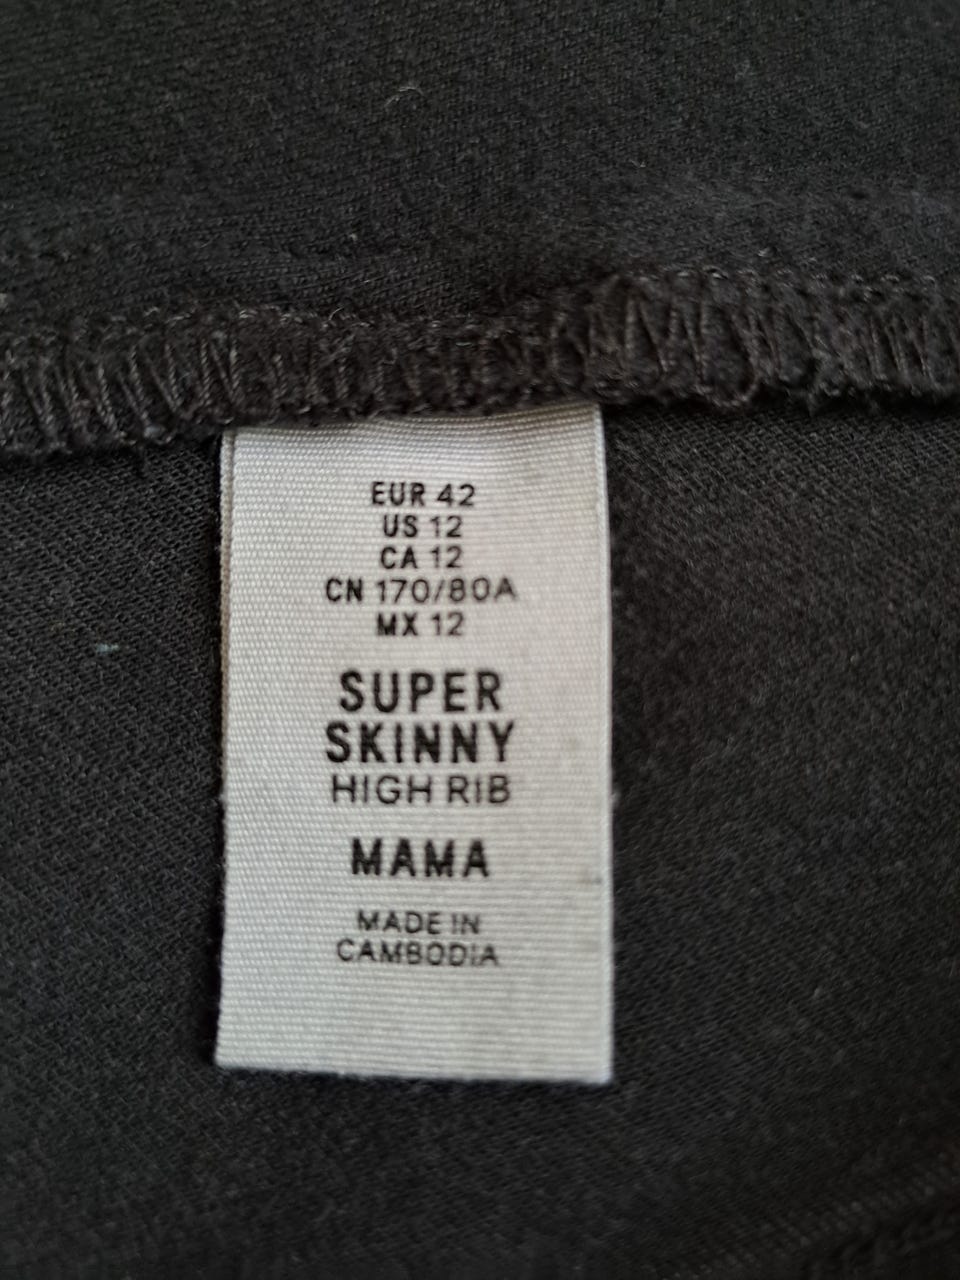 EUR 42
US 12
CA 12
CN 170/80A
MX 12
SUPER
SKINNY
HIGH RIB
MAMA
MADE IN
CAMBODIA